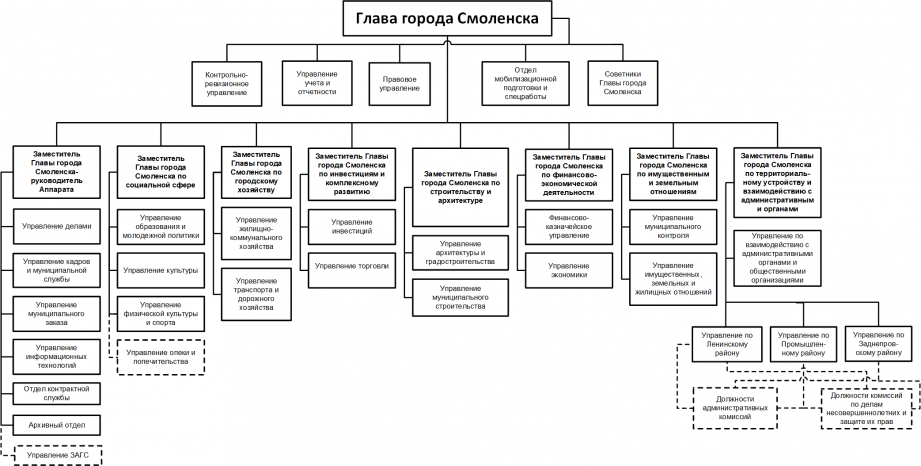 Глава города Смоленска
Контрольно-
ревизионное
управление
Управление
учета и
отчетности
Правовое
управление
Отдел
мобилизационной
подготовки и
спецработы
Советники
Главы города
Смоленска
Заместитель
Главы города
Смоленска-
руководитель
Аппарата
Управление делами
Управление кадров
и муниципальной
службы
Управление
муниципального
заказа
Управление
информационных
технологий
Отдел контрактной
службы
Архивный отдел
Управление ЗАГС
Заместитель
Главы города
Смоленска по
социальной сфере
Управление
образования и
молодежной политики
Управление культуры
Управление
физической культуры
и спорта
Управление опеки и
попечительства
Заместитель
Главы города
Смоленска по
городскому
хозяйству
Управление
жилищно-
коммунального
хозяйства
Управление
транспорта и
дорожного
хозяйства
Заместитель Главы
города Смоленска
по инвестициям и
комплексному
развитию
Управление
инвестиций
Управление торговли
Заместитель Главы
города Смоленска по
строительству и
архитектуре
Управление
архитектуры и
градостроительства
Управление
муниципального
строительства
Заместитель Главы
города Смоленска
по финансово-
экономической
деятельности
Финансово-
казначейское
управление
Управление
экономики
Заместитель Главы
города Смоленска
по имущественным
и земельным
отношениям
Управление
муниципального
контроля
Управление
имущественных,
земельных и
жилищных отношений
Заместитель Главы
города Смоленска
по территориаль-
ному устройству и
взаимодействию с
административным
и органами
Управление по
взаимодействию с
административными
органами и
общественными
организациями
Управление по
Ленинскому
району
Управление по
Промышлен-
ному району
Управление по
Заднепров-
скому району
Должности
административных
комиссий
Должности комиссий
по делам
несовершеннолетних и
защите их прав